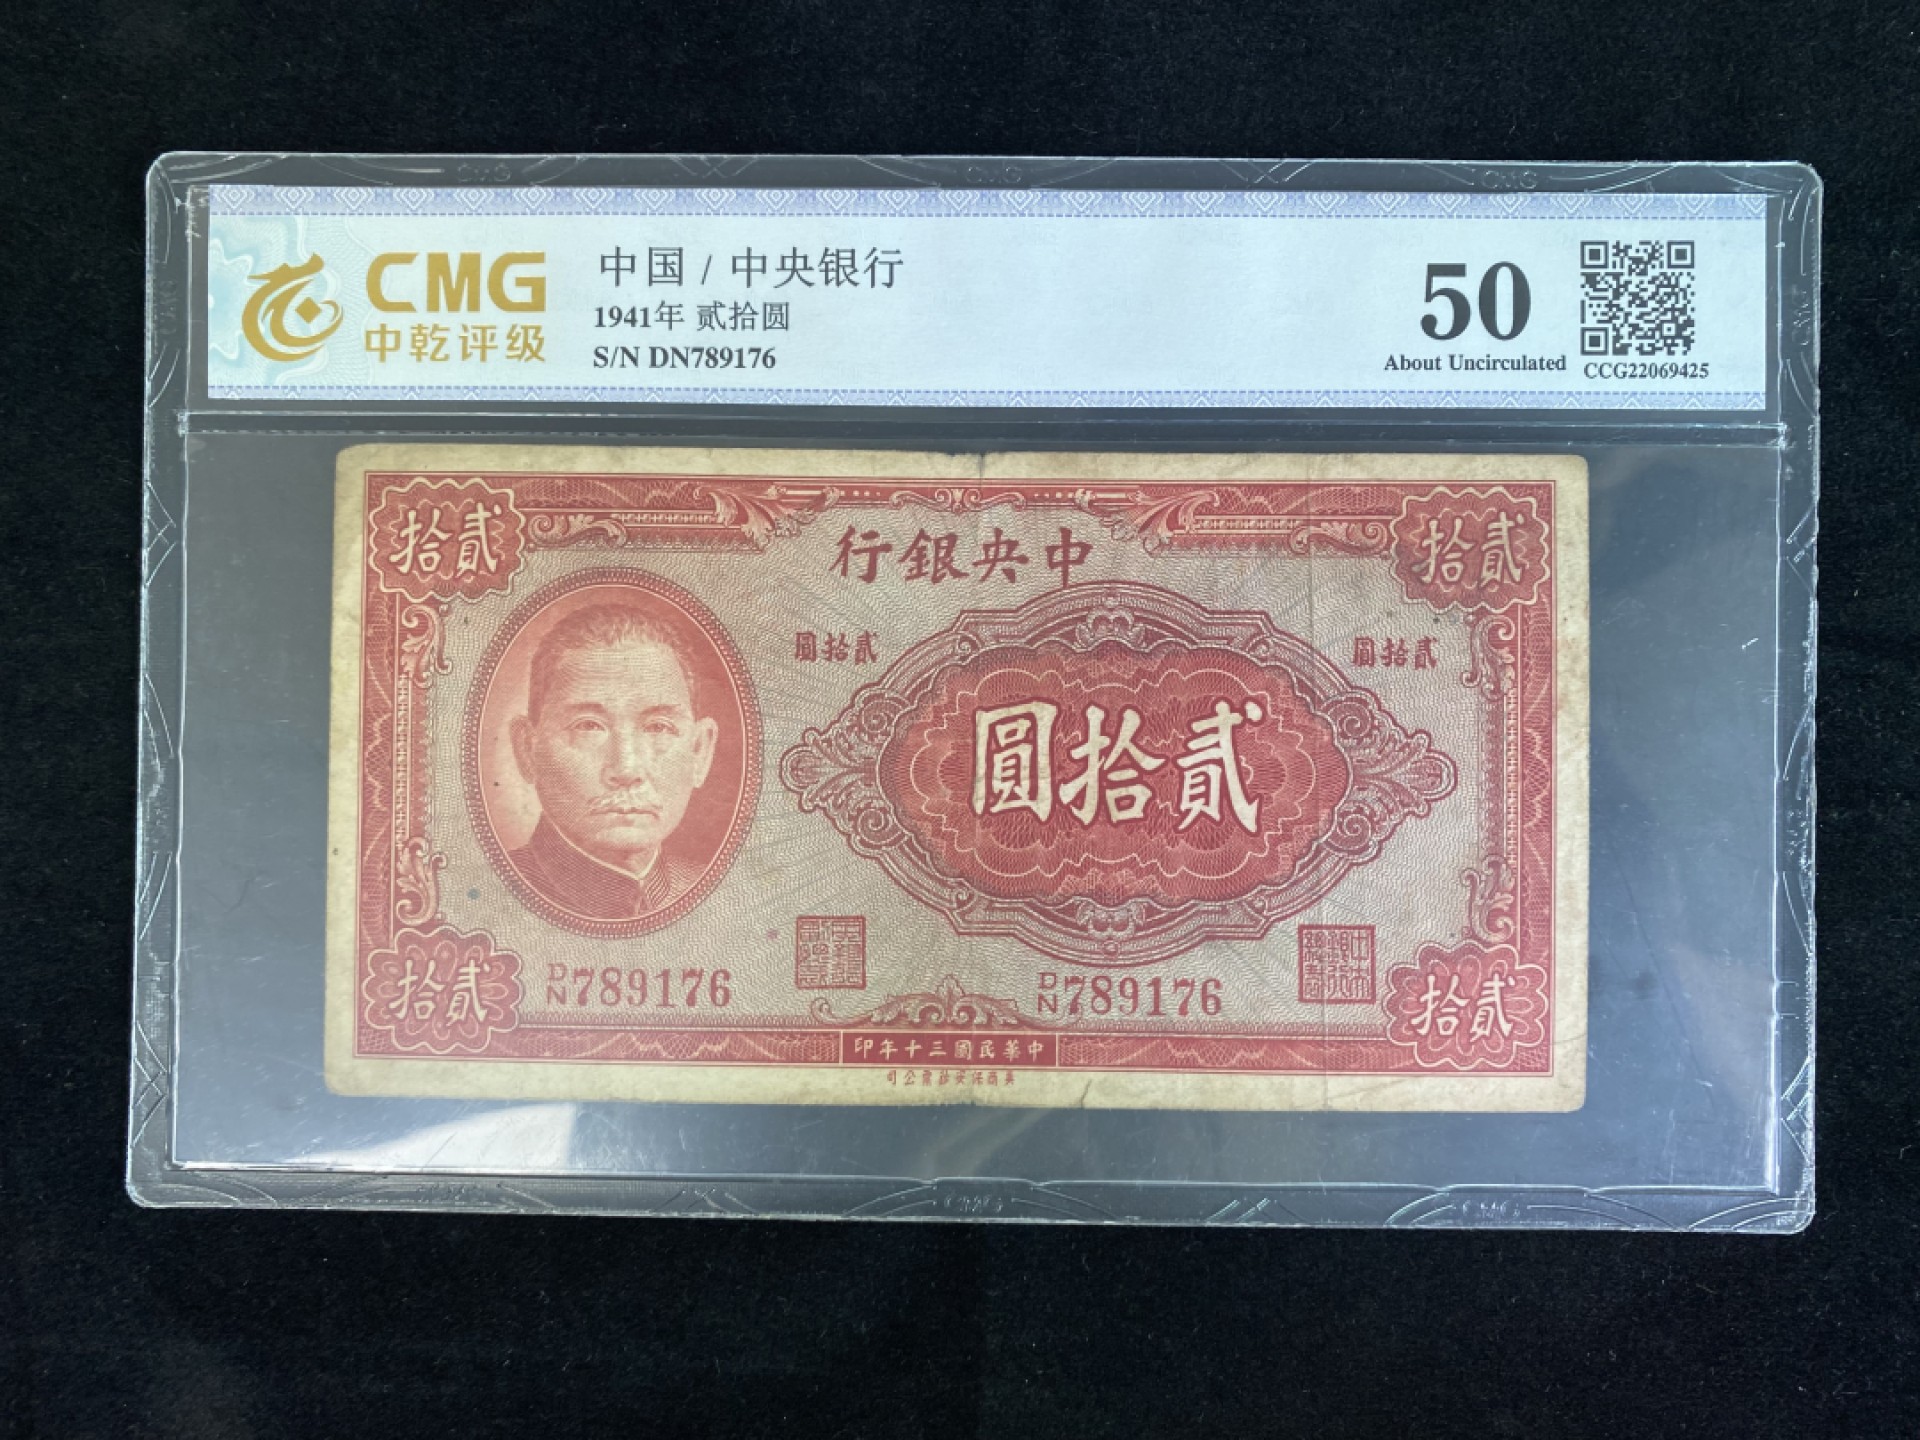 CMG
中乾评级
中国 / 中央银行
1941年 贰拾圆
S/N DN789176
50
About Uncirculated
CCG22069425
拾貳
行銀央中
拾貳
圓拾貳
圓拾貳
圓拾貳
拾貳
DN789176
DN789176
拾貳
印年十三國民華中